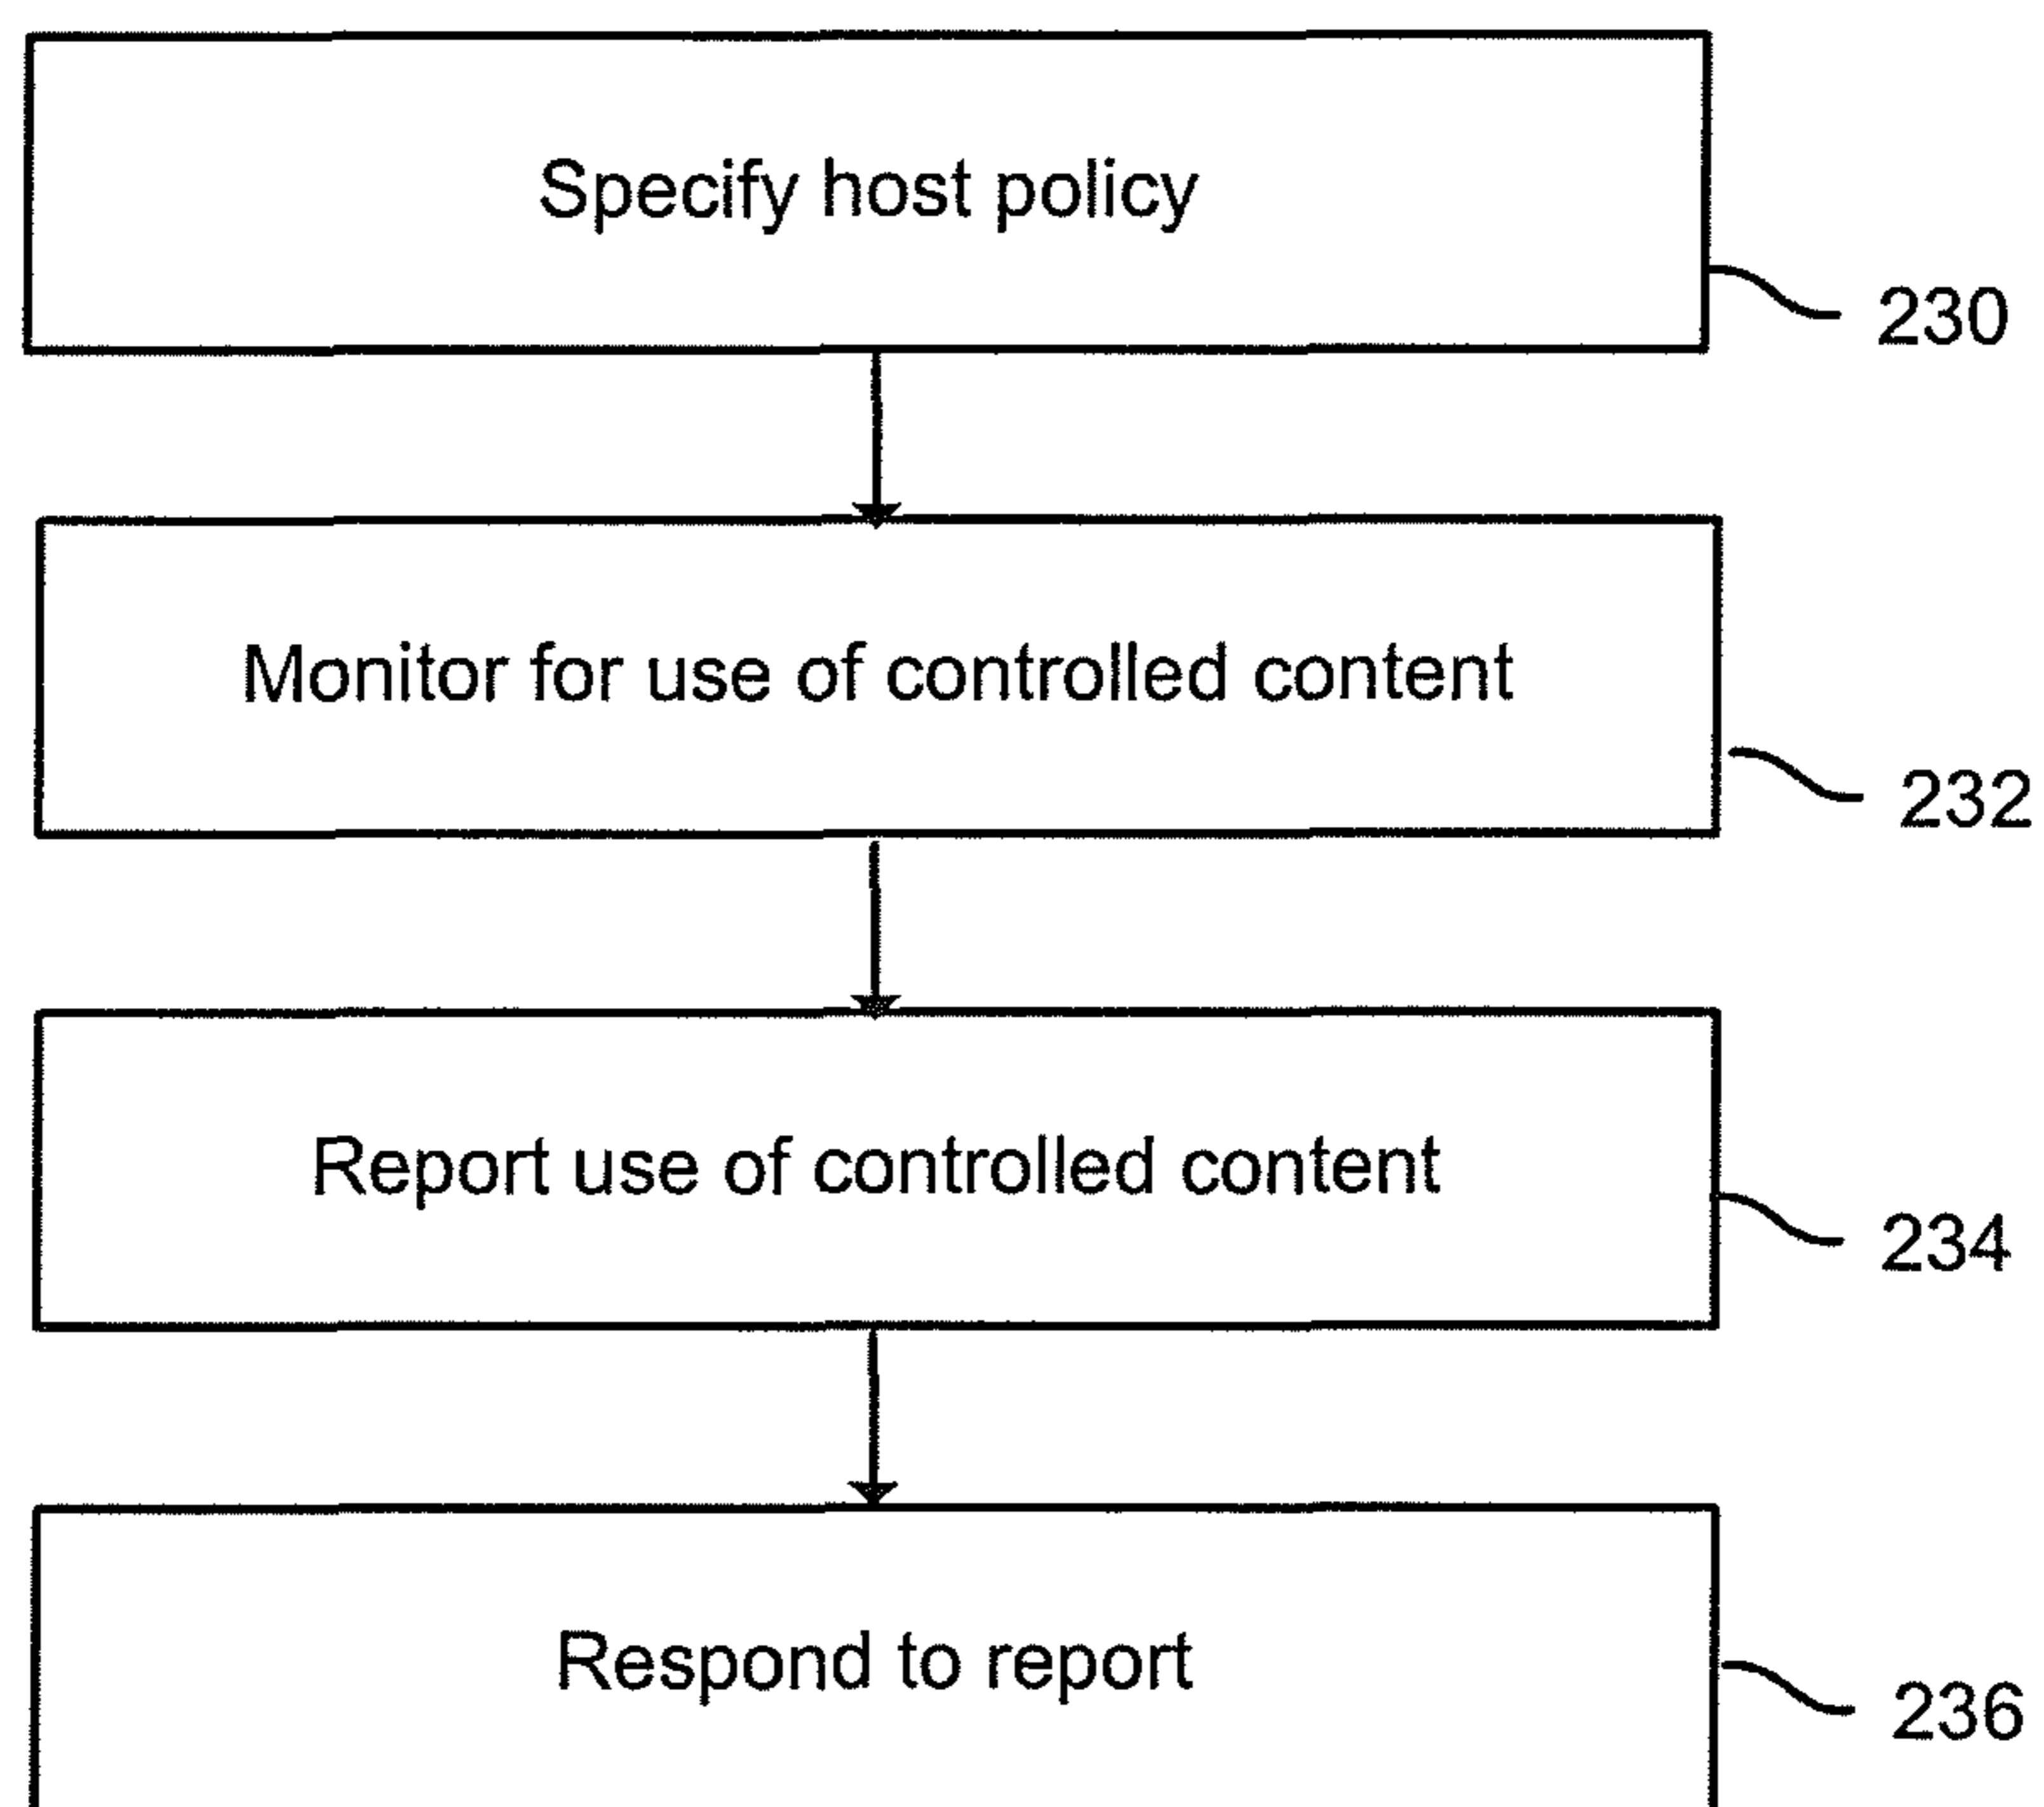 Specify host policy
230
Monitor for use of controlled content
232
Report use of controlled content
234
Respond to report
236